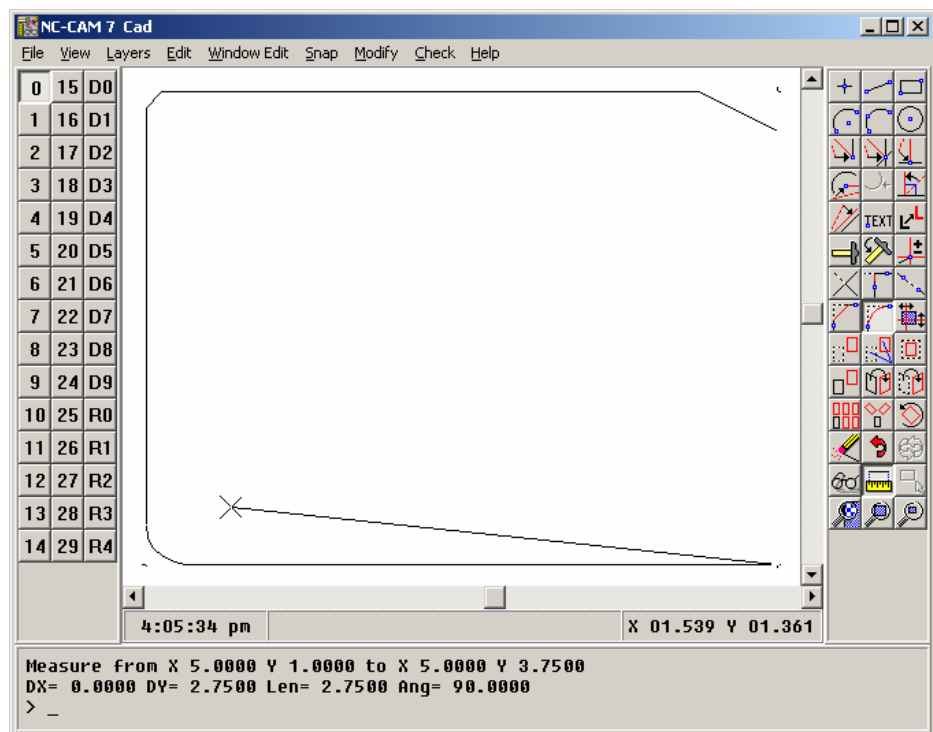 NC-CAM 7 Cad
File View Layers Edit Window Edit Snap Modify Check Help
0 15 D0
1 16 D1
2 17 D2
3 18 D3
4 19 D4
5 20 D5
6 21 D6
7 22 D7
8 23 D8
9 24 D9
10 25 R0
11 26 R1
12 27 R2
13 28 R3
14 29 R4
TEXT L
4:05:34 pm
X 01.539 Y 01.361
Measure from X 5.0000 Y 1.0000 to X 5.0000 Y 3.7500
DX= 0.0000 DY= 2.7500 Len= 2.7500 Ang= 90.0000
> _